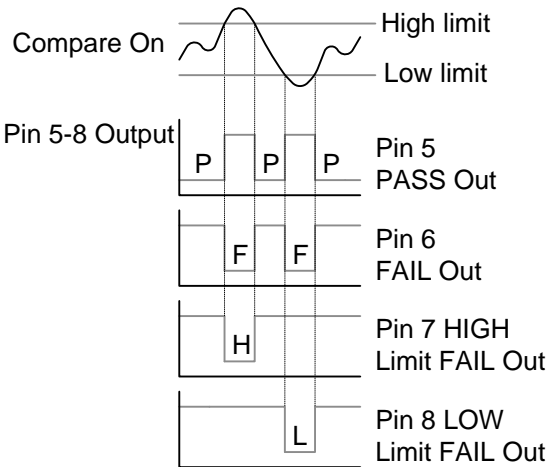 High limit
Compare On
Low limit
Pin 5-8 Output
P P P
Pin 5
PASS Out
F F
Pin 6
FAIL Out
H
Pin 7 HIGH
Limit FAIL Out
L
Pin 8 LOW
Limit FAIL Out